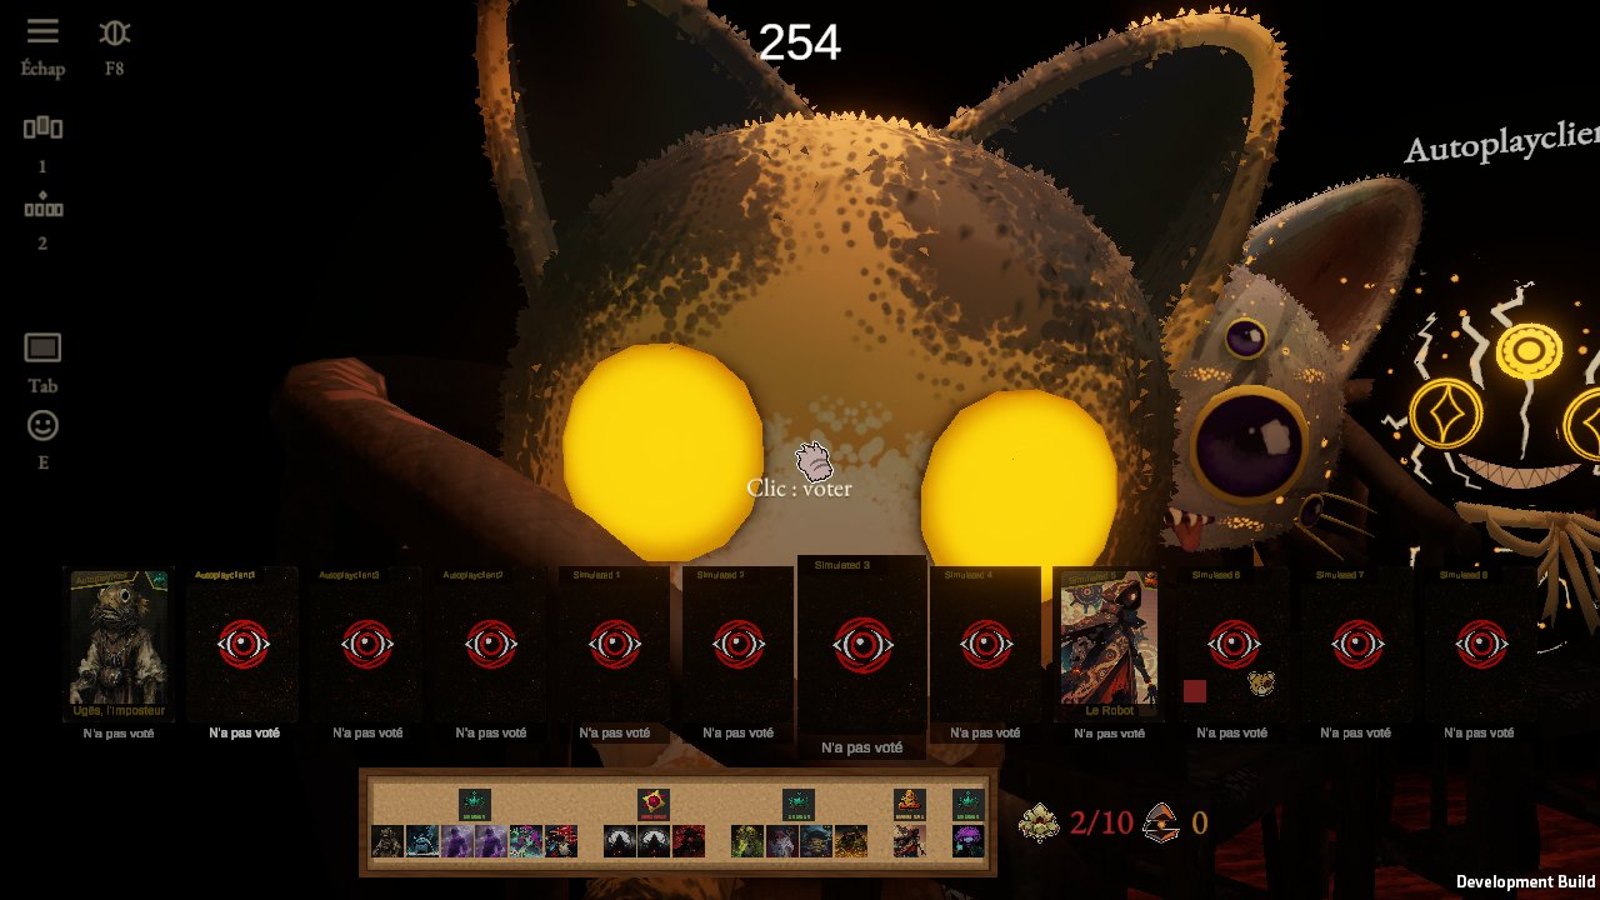 254
Échap
F8
1
2
Tab
E
Autoplayclien
Clic : voter
Autoplayclient3
Autoplayclient2
Simulated 1
Simulated 2
Simulated 3
Simulated 4
Simulated 5
Simulated 6
Simulated 7
Simulated 8
Ugès, l'Imposteur
Le Robot
N'a pas voté
N'a pas voté
N'a pas voté
N'a pas voté
N'a pas voté
N'a pas voté
N'a pas voté
N'a pas voté
N'a pas voté
N'a pas voté
N'a pas voté
N'a pas voté
2/10
0
Development Build